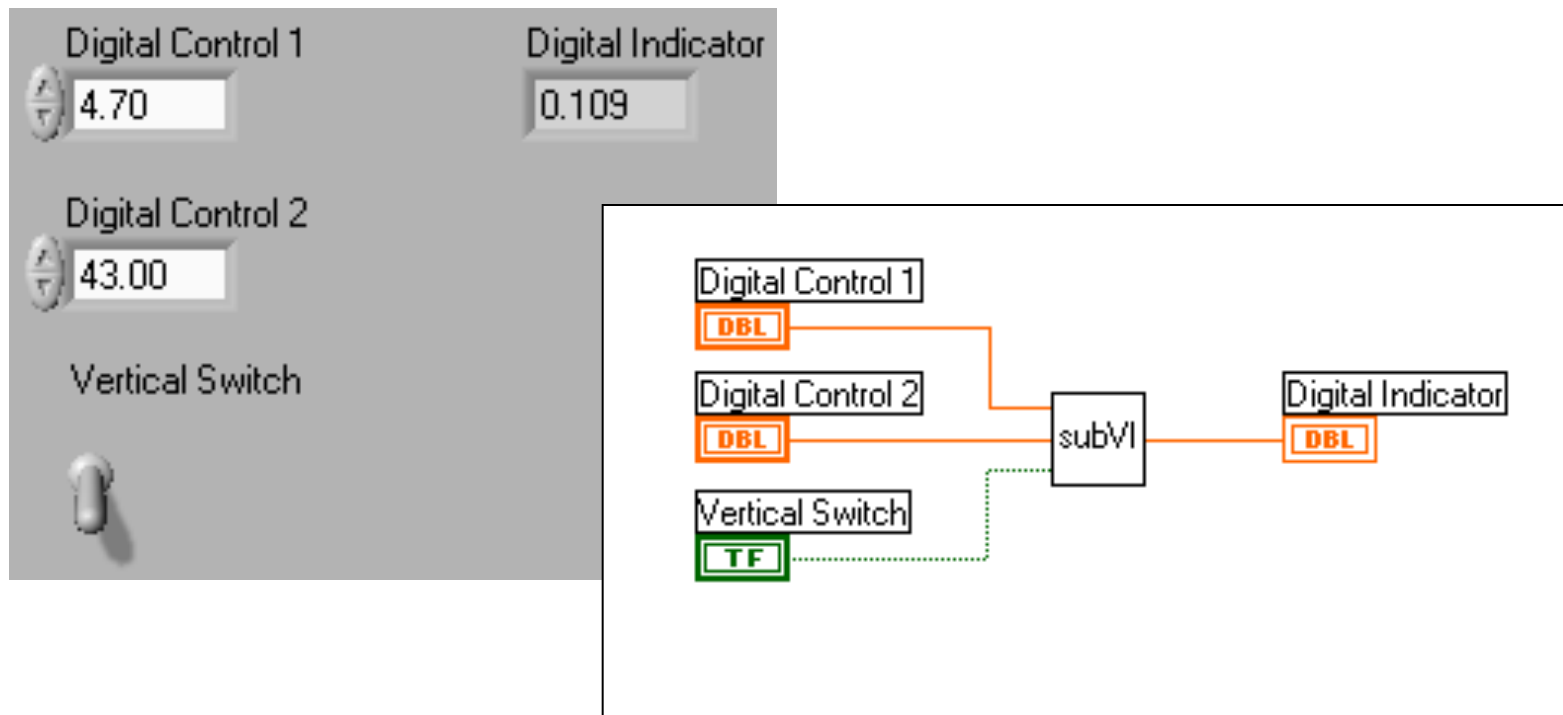 Digital Control 1
4.70
Digital Indicator
0.109
Digital Control 2
43.00
Vertical Switch
Digital Control 1
DBL
Digital Control 2
DBL
Vertical Switch
TF
subVI
Digital Indicator
DBL